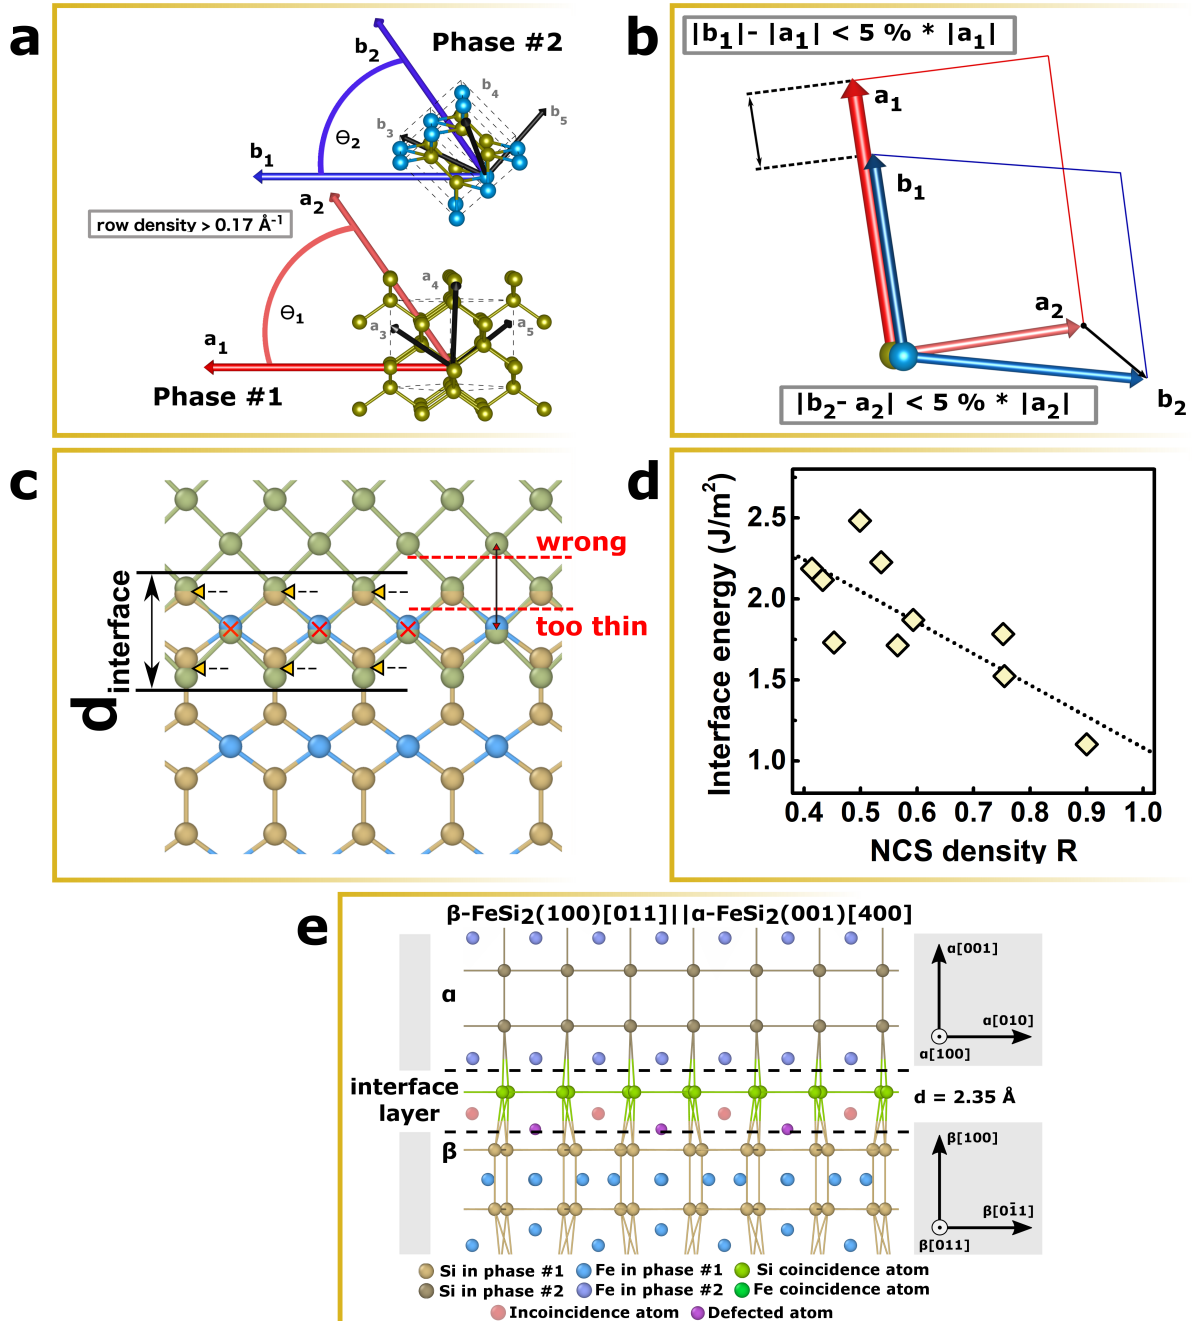 a
Phase #2
b₂
b₄
b₅
b₃
ϴ₂
b₁
a₂
row density > 0.17 Å⁻¹
ϴ₁
a₄
a₃
a₅
a₁
Phase #1
b
|b₁|- |a₁| < 5 % * |a₁|
a₁
b₁
a₂
b₂
|b₂- a₂| < 5 % * |a₂|
c
wrong
too thin
d interface
d
Interface energy (J/m²)
2.5
2.0
1.5
1.0
0.4 0.5 0.6 0.7 0.8 0.9 1.0
NCS density R
e
β-FeSi₂(100)[011]||α-FeSi₂(001)[400]
α
α[001]
α[010]
α[100]
interface
layer
d = 2.35 Å
β
β[100]
β[01̄1]
β[011]
Si in phase #1 Fe in phase #1 Si coincidence atom
Si in phase #2 Fe in phase #2 Fe coincidence atom
Incoincidence atom Defected atom